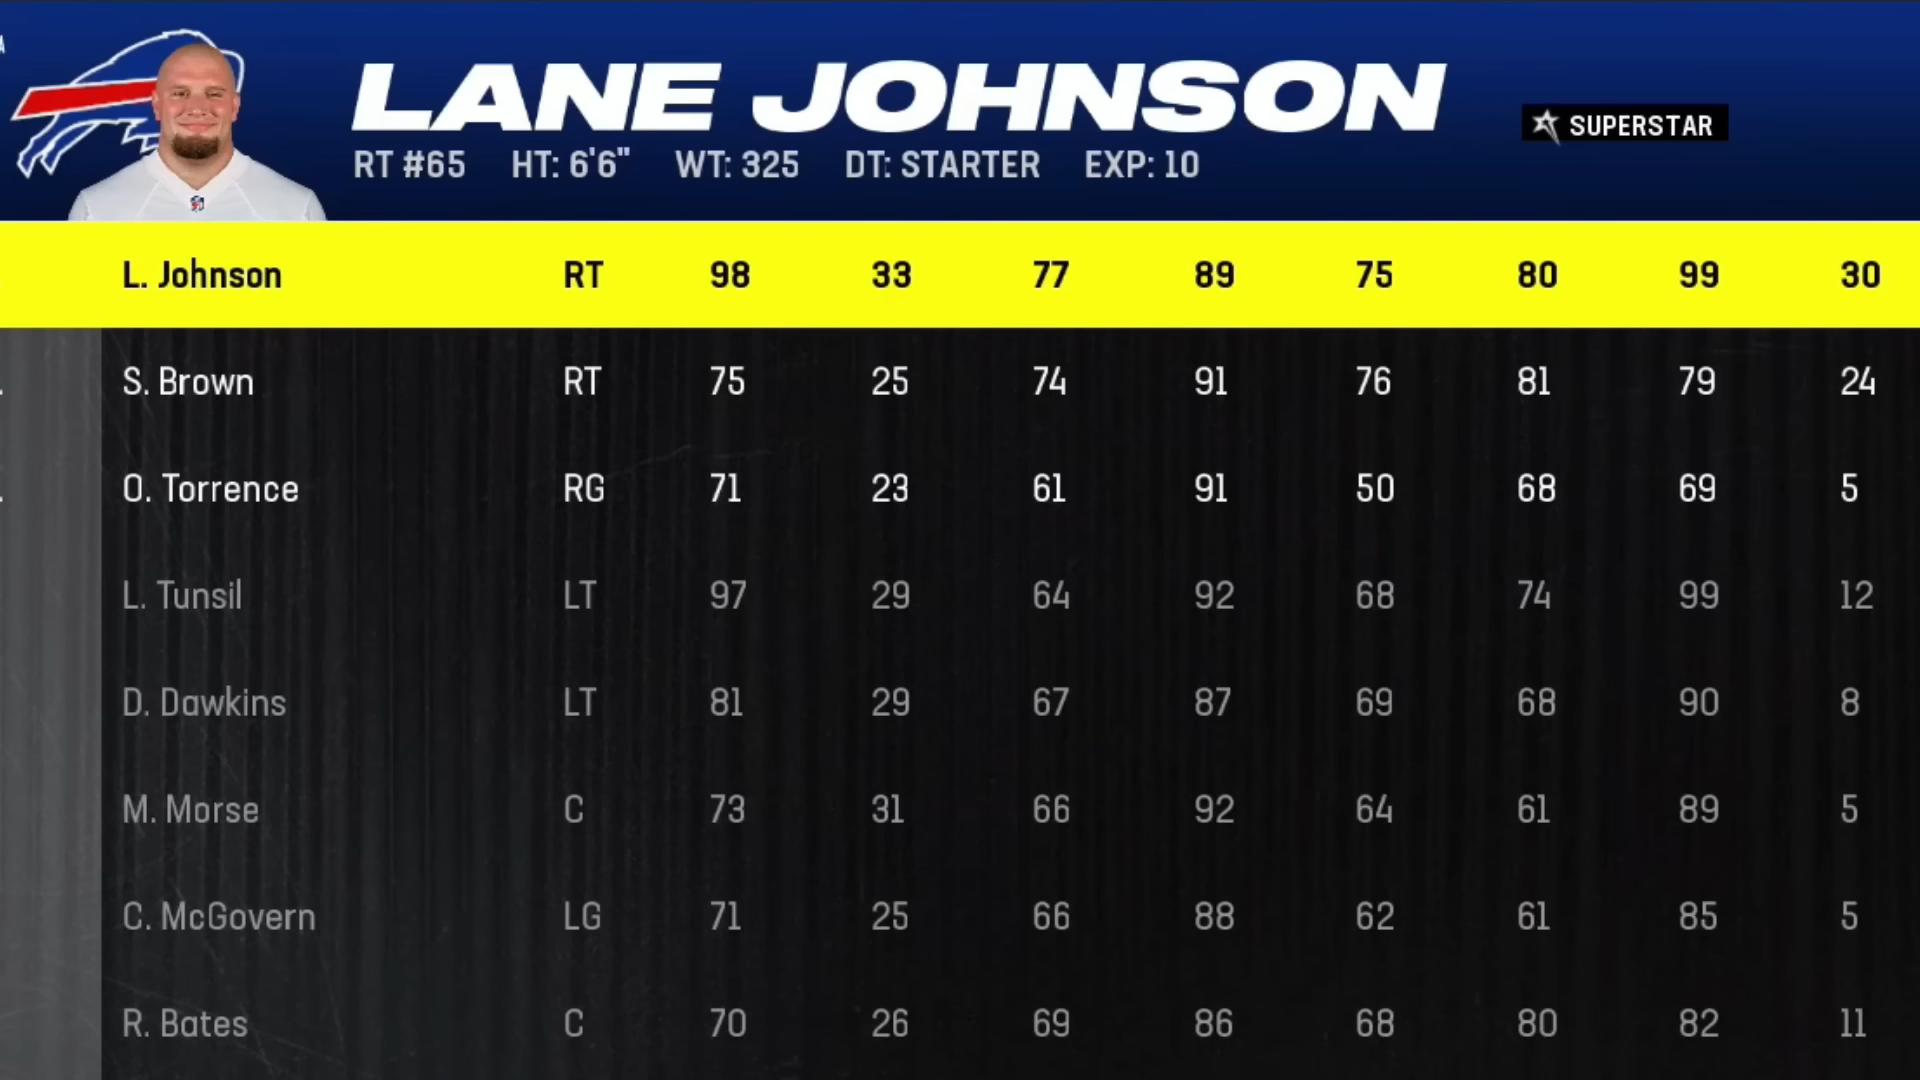 LANE JOHNSON
SUPERSTAR
RT #65 HT: 6'6" WT: 325 DT: STARTER EXP: 10
L. Johnson RT 98 33 77 89 75 80 99 30
S. Brown RT 75 25 74 91 76 81 79 24
O. Torrence RG 71 23 61 91 50 68 69 5
L. Tunsil LT 97 29 64 92 68 74 99 12
D. Dawkins LT 81 29 67 87 69 68 90 8
M. Morse C 73 31 66 92 64 61 89 5
C. McGovern LG 71 25 66 88 62 61 85 5
R. Bates C 70 26 69 86 68 80 82 11